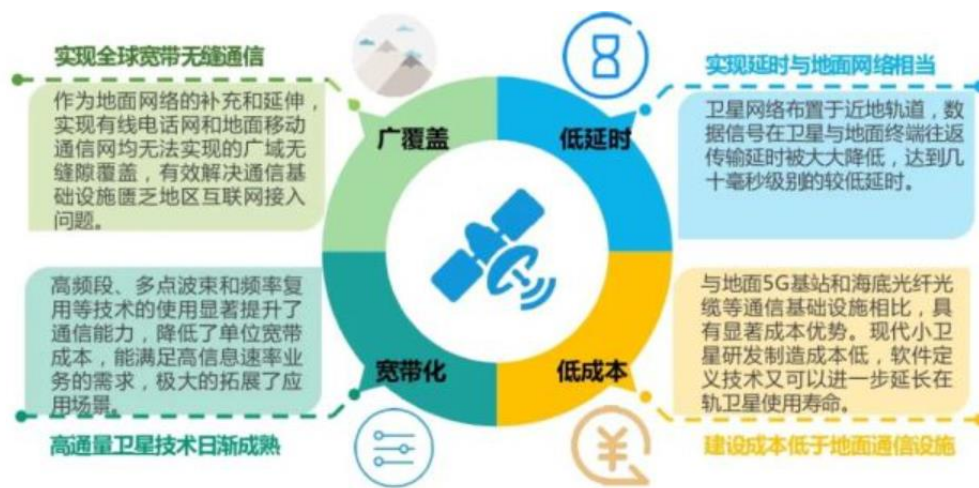 实现全球宽带无缝通信
作为地面网络的补充和延伸，
实现有线电话网和地面移动
通信网均无法实现的广域无
缝隙覆盖，有效解决通信基
础设施匮乏地区互联网接入
问题。
广覆盖
低延时
实现延时与地面网络相当
卫星网络布置于近地轨道，数
据信号在卫星与地面终端往返
传输延时被大大降低，达到几
十毫秒级别的较低延时。
高频段、多点波束和频率复
用等技术的使用显著提升了
通信能力，降低了单位宽带
成本，能满足高信息速率业
务的需求，极大的拓展了应
用场景。
高通量卫星技术日渐成熟
宽带化
低成本
与地面5G基站和海底光纤光
缆等通信基础设施相比，具
有显著成本优势。现代小卫
星研发制造成本低，软件定
义技术又可以进一步延长在
轨卫星使用寿命。
建设成本低于地面通信设施